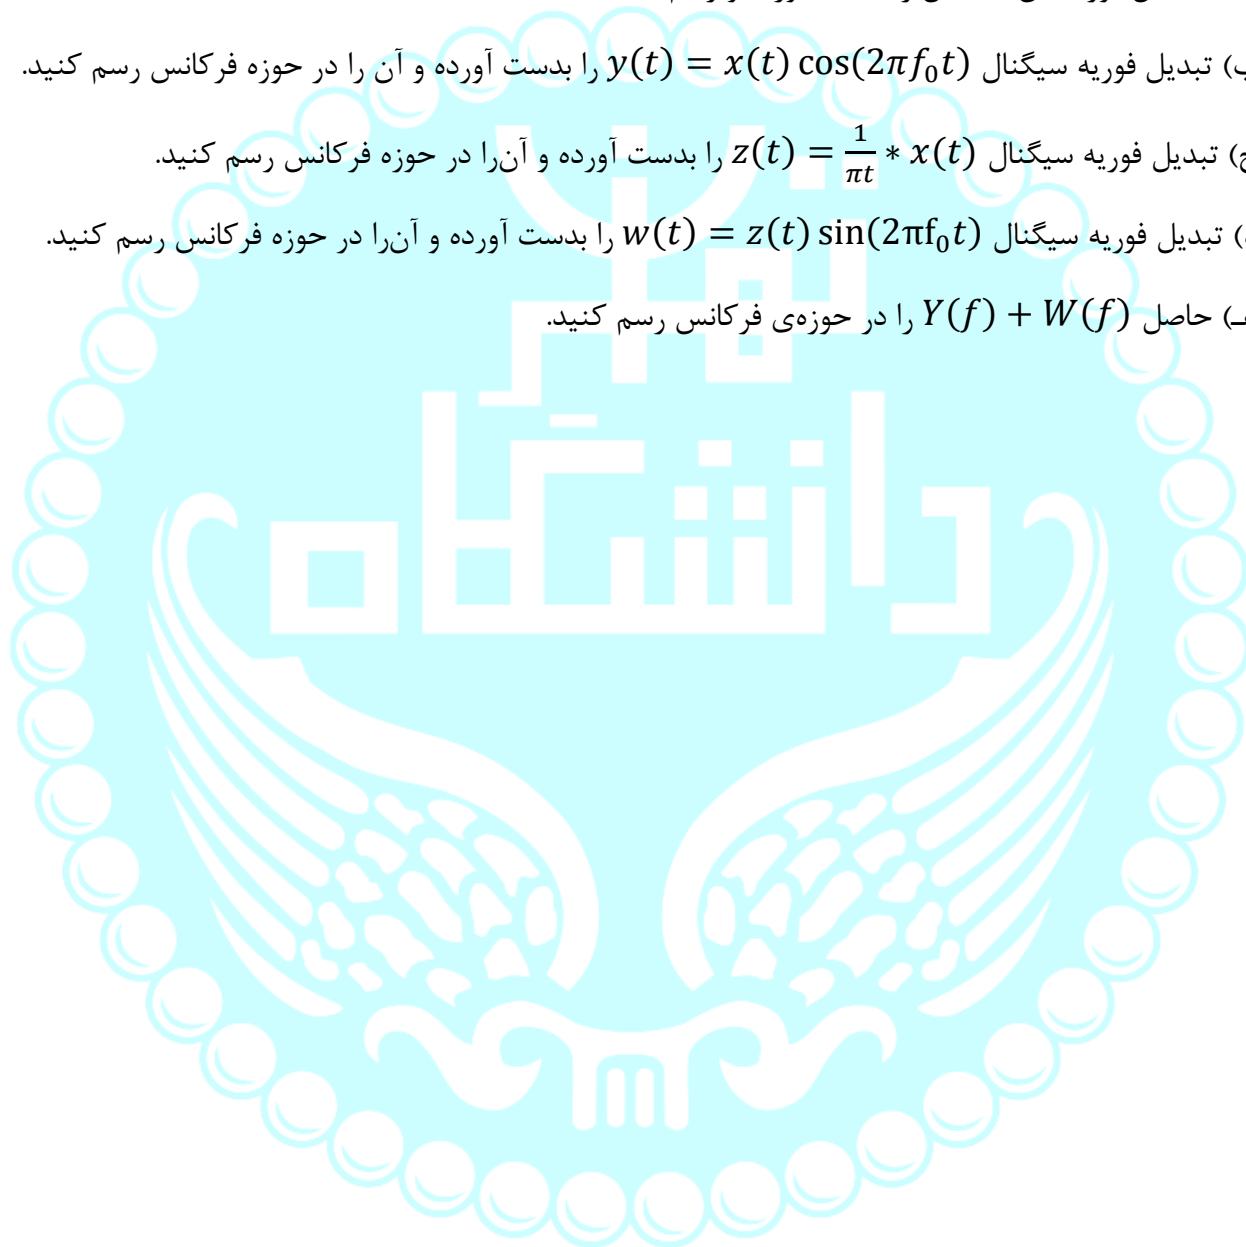 ب) تبدیل فوریه سیگنال y(t) = x(t) cos(2πf₀t) را بدست آورده و آن را در حوزه فرکانس رسم کنید.
ج) تبدیل فوریه سیگنال z(t) = 1/πt * x(t) را بدست آورده و آن‌را در حوزه فرکانس رسم کنید.
) تبدیل فوریه سیگنال w(t) = z(t) sin(2πf₀t) را بدست آورده و آن‌را در حوزه فرکانس رسم کنید.
) حاصل Y(f) + W(f) را در حوزه‌ی فرکانس رسم کنید.
دانشگاه
تهران